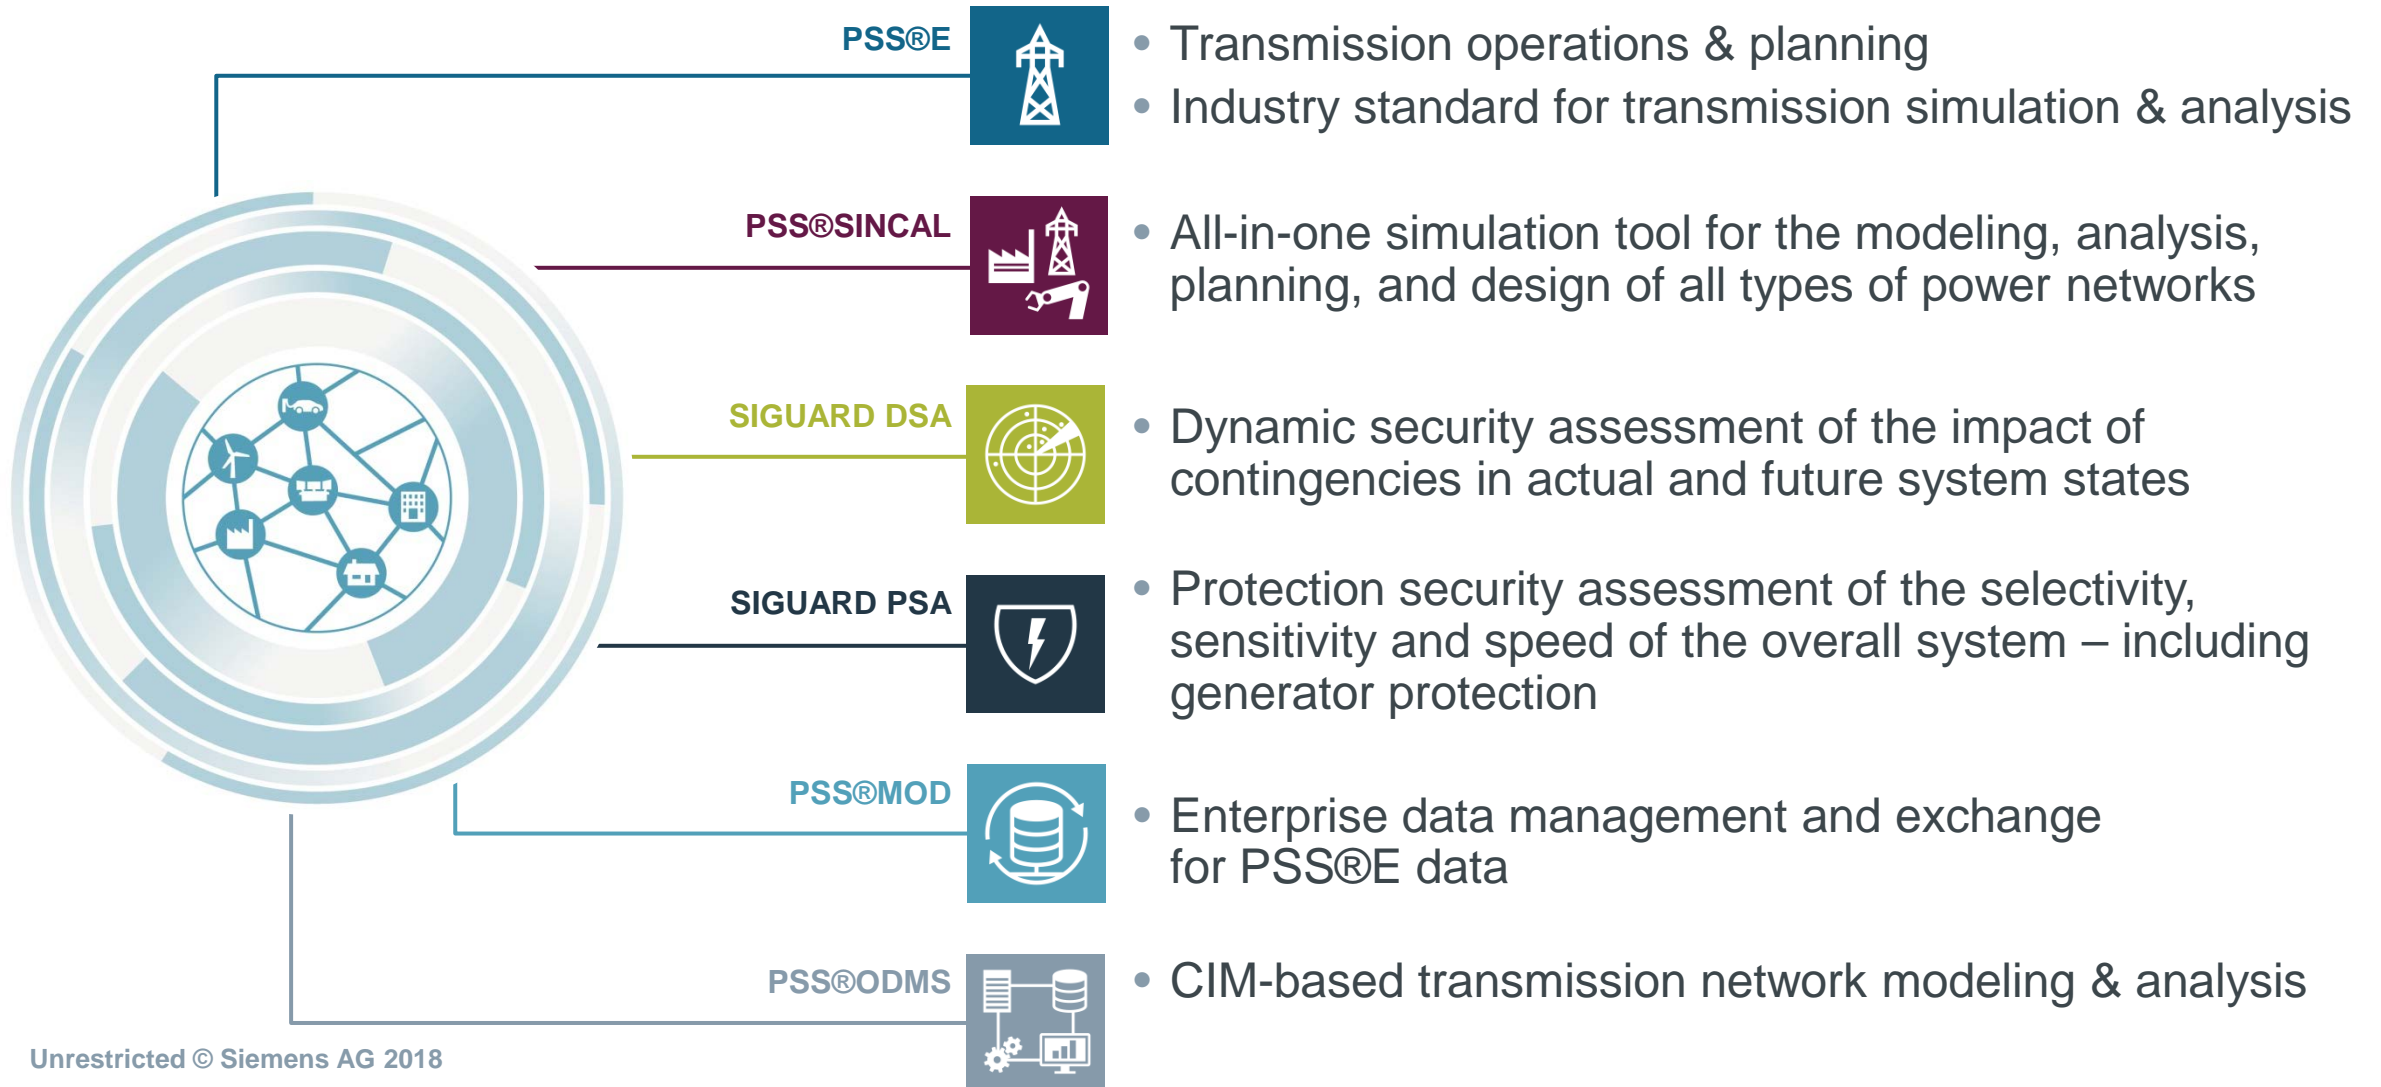 PSS®E
• Transmission operations & planning
• Industry standard for transmission simulation & analysis
PSS®SINCAL
• All-in-one simulation tool for the modeling, analysis,
planning, and design of all types of power networks
SIGUARD DSA
• Dynamic security assessment of the impact of
contingencies in actual and future system states
SIGUARD PSA
• Protection security assessment of the selectivity,
sensitivity and speed of the overall system – including
generator protection
PSS®MOD
• Enterprise data management and exchange
for PSS®E data
PSS®ODMS
• CIM-based transmission network modeling & analysis
Unrestricted © Siemens AG 2018